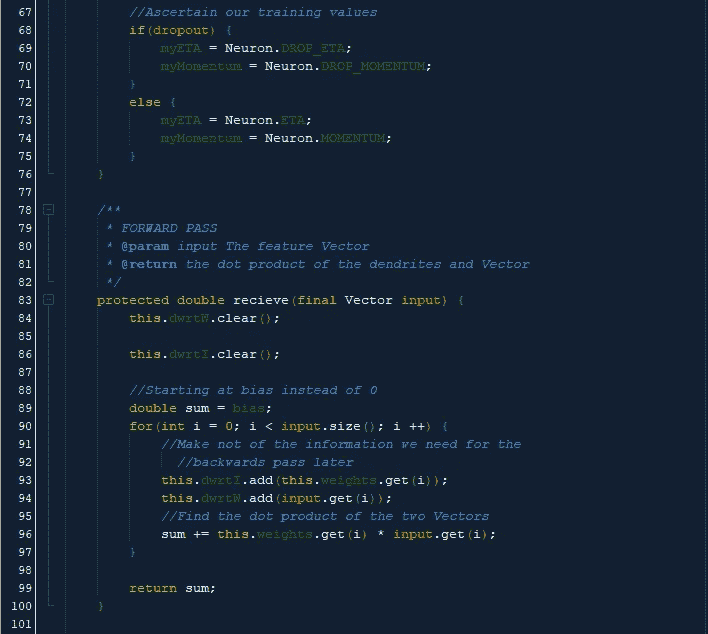 67 //Ascertain our training values
68 if(dropout) {
69 myETA = Neuron.DROP_ETA;
70 myMomentum = Neuron.DROP_MOMENTUM;
71 }
72 else {
73 myETA = Neuron.ETA;
74 myMomentum = Neuron.MOMENTUM;
75 }
76 }
77
78 /**
79 * FORWARD PASS
80 * @param input The feature Vector
81 * @return the dot product of the dendrites and Vector
82 */
83 protected double recieve(final Vector input) {
84 this.dwrtW.clear();
85
86 this.dwrtI.clear();
87
88 //Starting at bias instead of 0
89 double sum = bias;
90 for(int i = 0; i < input.size(); i ++) {
91 //Make not of the information we need for the
92 //backwards pass later
93 this.dwrtI.add(this.weights.get(i));
94 this.dwrtW.add(input.get(i));
95 //Find the dot product of the two Vectors
96 sum += this.weights.get(i) * input.get(i);
97 }
98
99 return sum;
100 }
101